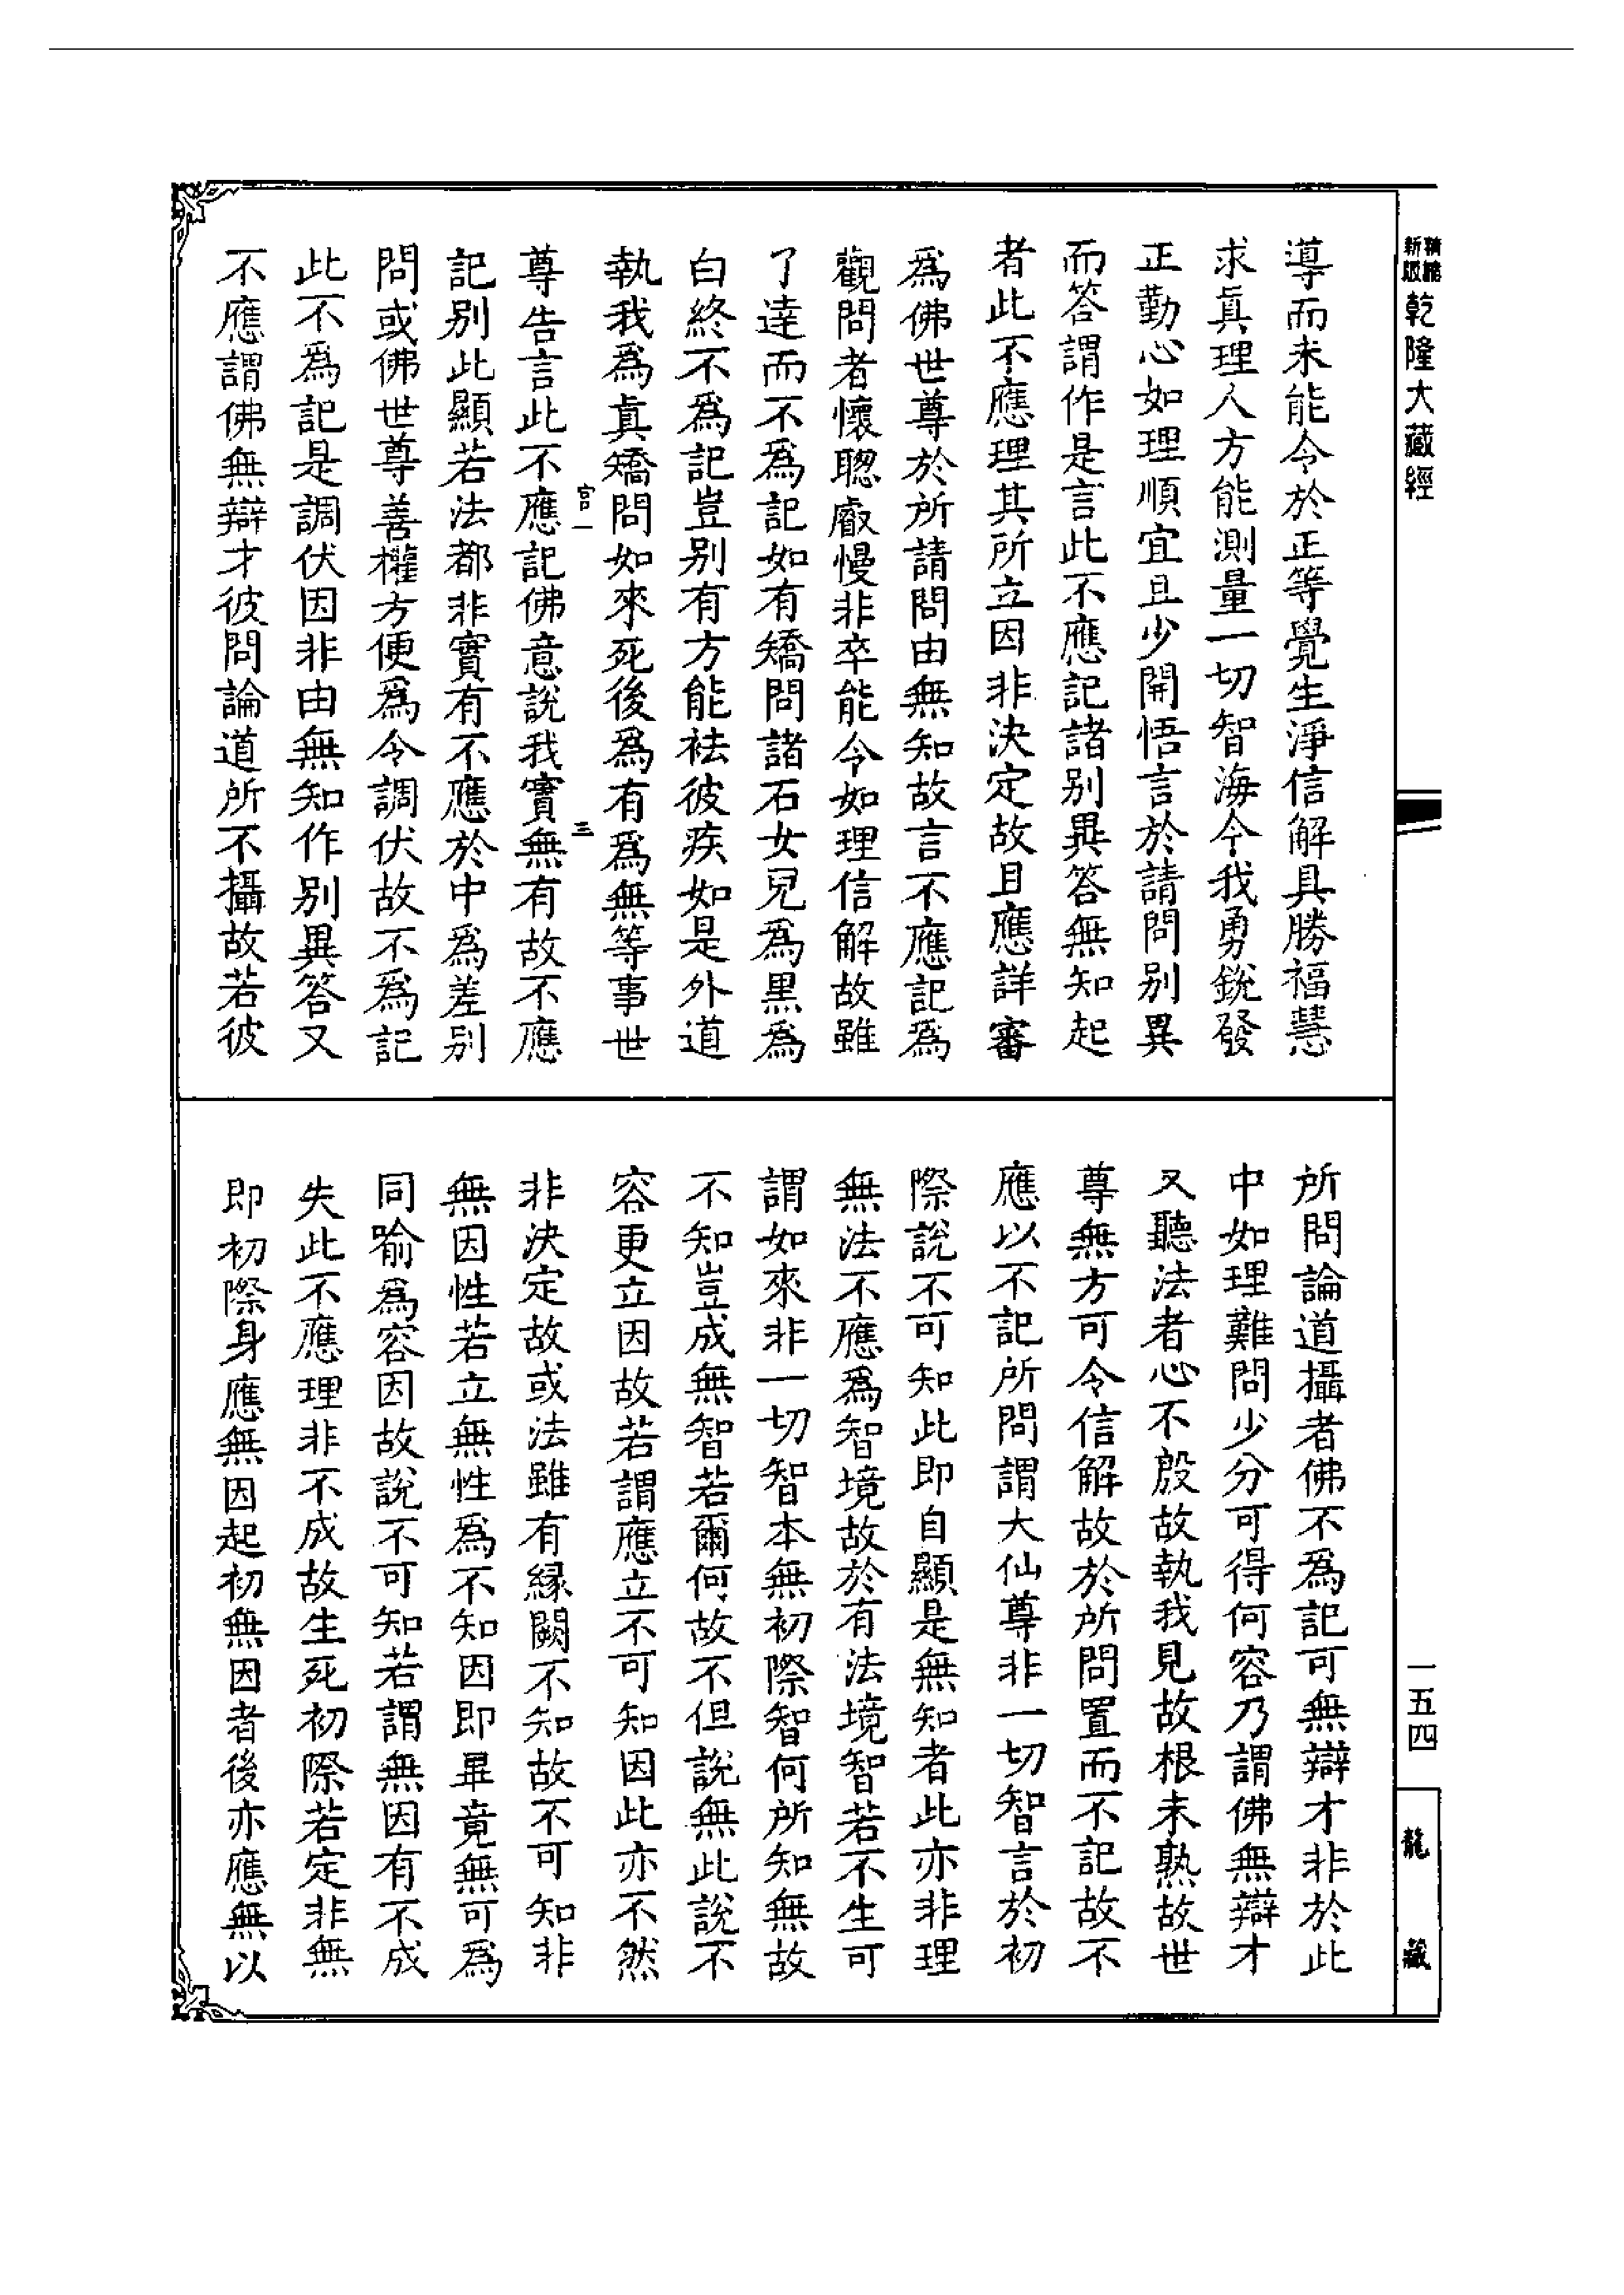 新版
精縮
乾隆大藏經
導而未能令於正等覺生淨信解具勝福慧
求真理人方能測量一切智海今我勇銳發
正勤心如理順宜且少開悟言於請問別異
而答謂作是言此不應記諸別異答無知起
者此不應理其所立因非決定故且應詳審
為佛世尊於所請問由無知故言不應記為
觀問者懷聰叡慢非卒能令如理信解故雖
了達而不為記如有矯問諸石女兒為黑為
白終不為記豈別有方能袪彼疾如是外道
執我為真矯問如來死後為有為無等事世
宮一
三
尊告言此不應記佛意說我實無有故不應
記別此顯若法都非實有不應於中為差別
問或佛世尊善權方便為令調伏故不為記
此不為記是調伏因非由無知作別異答又
不應謂佛無辯才彼問論道所不攝故若彼
所問論道攝者佛不為記可無辯才非於此
中如理難問少分可得何容乃謂佛無辯才
又聽法者心不慇故執我見故根未熟故世
尊無方可令信解故於所問置而不記故不
應以不記所問謂大仙尊非一切智言於初
際說不可知此即自顯是無知者此亦非理
無法不應為智境故於有法境智若不生可
謂如來非一切智本無初際智何所知無故
不知豈成無智若爾何故不但說無此說不
容更立因故若謂應立不可知因此亦不然
非決定故或法雖有緣闕不知故不可知非
無因性若立無性為不知因即畢竟無可為
同喻為容因故說不可知若謂無因有不成
失此不應理非不成故生死初際若定非無
即初際身應無因起初無因者後亦應無以
一五四
龍藏